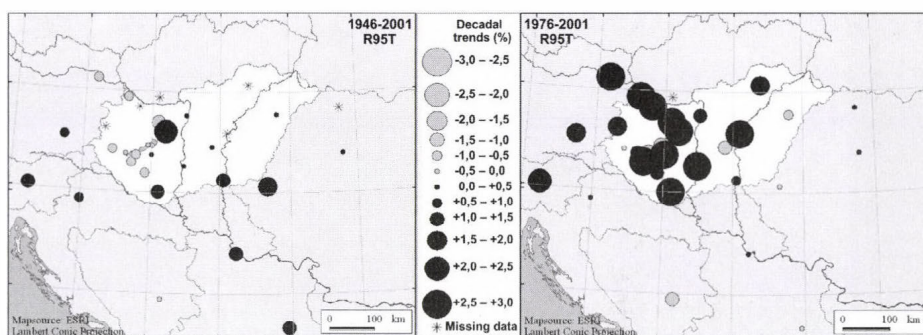 1946-2001
R95T
Mapsource: ESRI
Lambert Conic Projection
0 100 km
Decadal
trends (%)
-3,0 – -2,5
-2,5 – -2,0
-2,0 – -1,5
-1,5 – -1,0
-1,0 – -0,5
-0,5 – 0,0
0,0 – +0,5
+0,5 – +1,0
+1,0 – +1,5
+1,5 – +2,0
+2,0 – +2,5
+2,5 – +3,0
Missing data
1976-2001
R95T
Mapsource: ESRI
Lambert Conic Projection
0 100 km